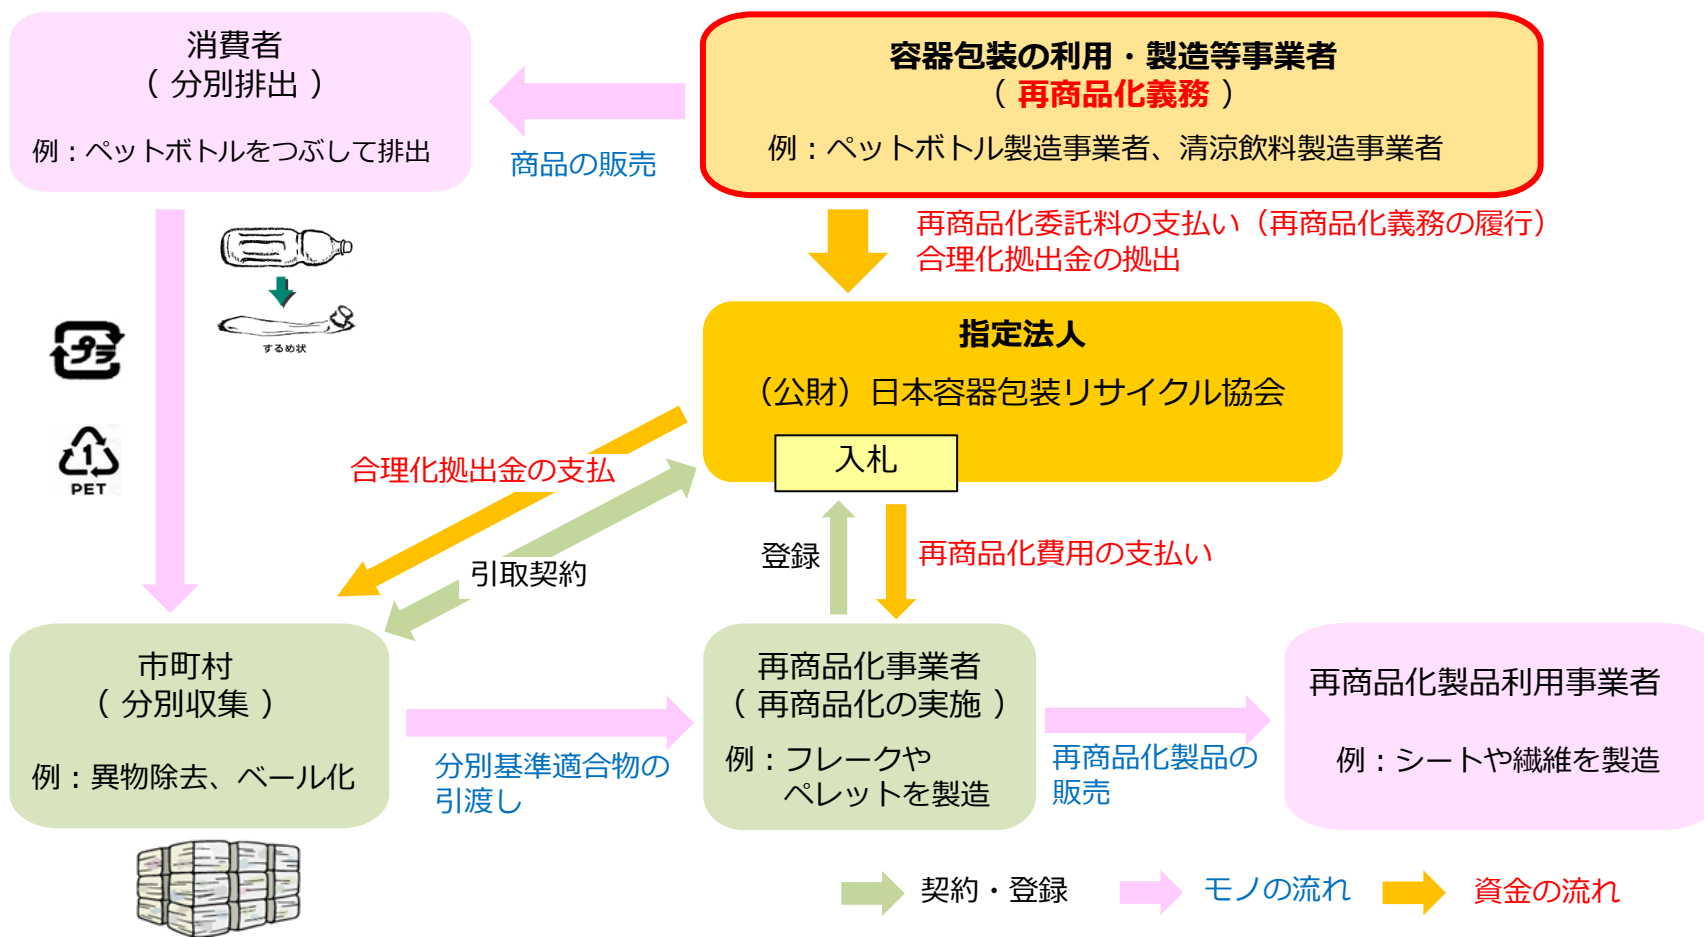 消費者
（ 分別排出 ）
例：ペットボトルをつぶして排出
商品の販売
容器包装の利用・製造等事業者
（ 再商品化義務 ）
例：ペットボトル製造事業者、清涼飲料製造事業者
再商品化委託料の支払い（再商品化義務の履行）
合理化拠出金の拠出
するめ状
プラ
1
PET
指定法人
（公財）日本容器包装リサイクル協会
入札
合理化拠出金の支払
引取契約
登録
再商品化費用の支払い
市町村
（ 分別収集 ）
例：異物除去、ベール化
分別基準適合物の
引渡し
再商品化事業者
（ 再商品化の実施 ）
例：フレークや
ペレットを製造
再商品化製品の
販売
再商品化製品利用事業者
例：シートや繊維を製造
契約・登録
モノの流れ
資金の流れ